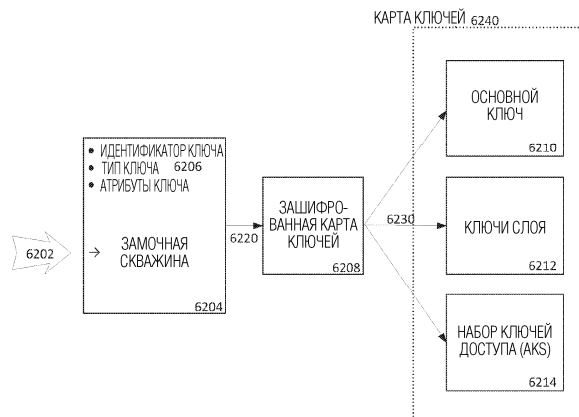 КАРТА КЛЮЧЕЙ 6240
ОСНОВНОЙ
КЛЮЧ
6210
• ИДЕНТИФИКАТОР КЛЮЧА
• ТИП КЛЮЧА 6206
• АТРИБУТЫ КЛЮЧА
6202
→ ЗАМОЧНАЯ
СКВАЖИНА
6204
6220
ЗАШИФРО-
ВАННАЯ КАРТА
КЛЮЧЕЙ
6208
6230
КЛЮЧИ СЛОЯ
6212
НАБОР КЛЮЧЕЙ
ДОСТУПА (AKS)
6214